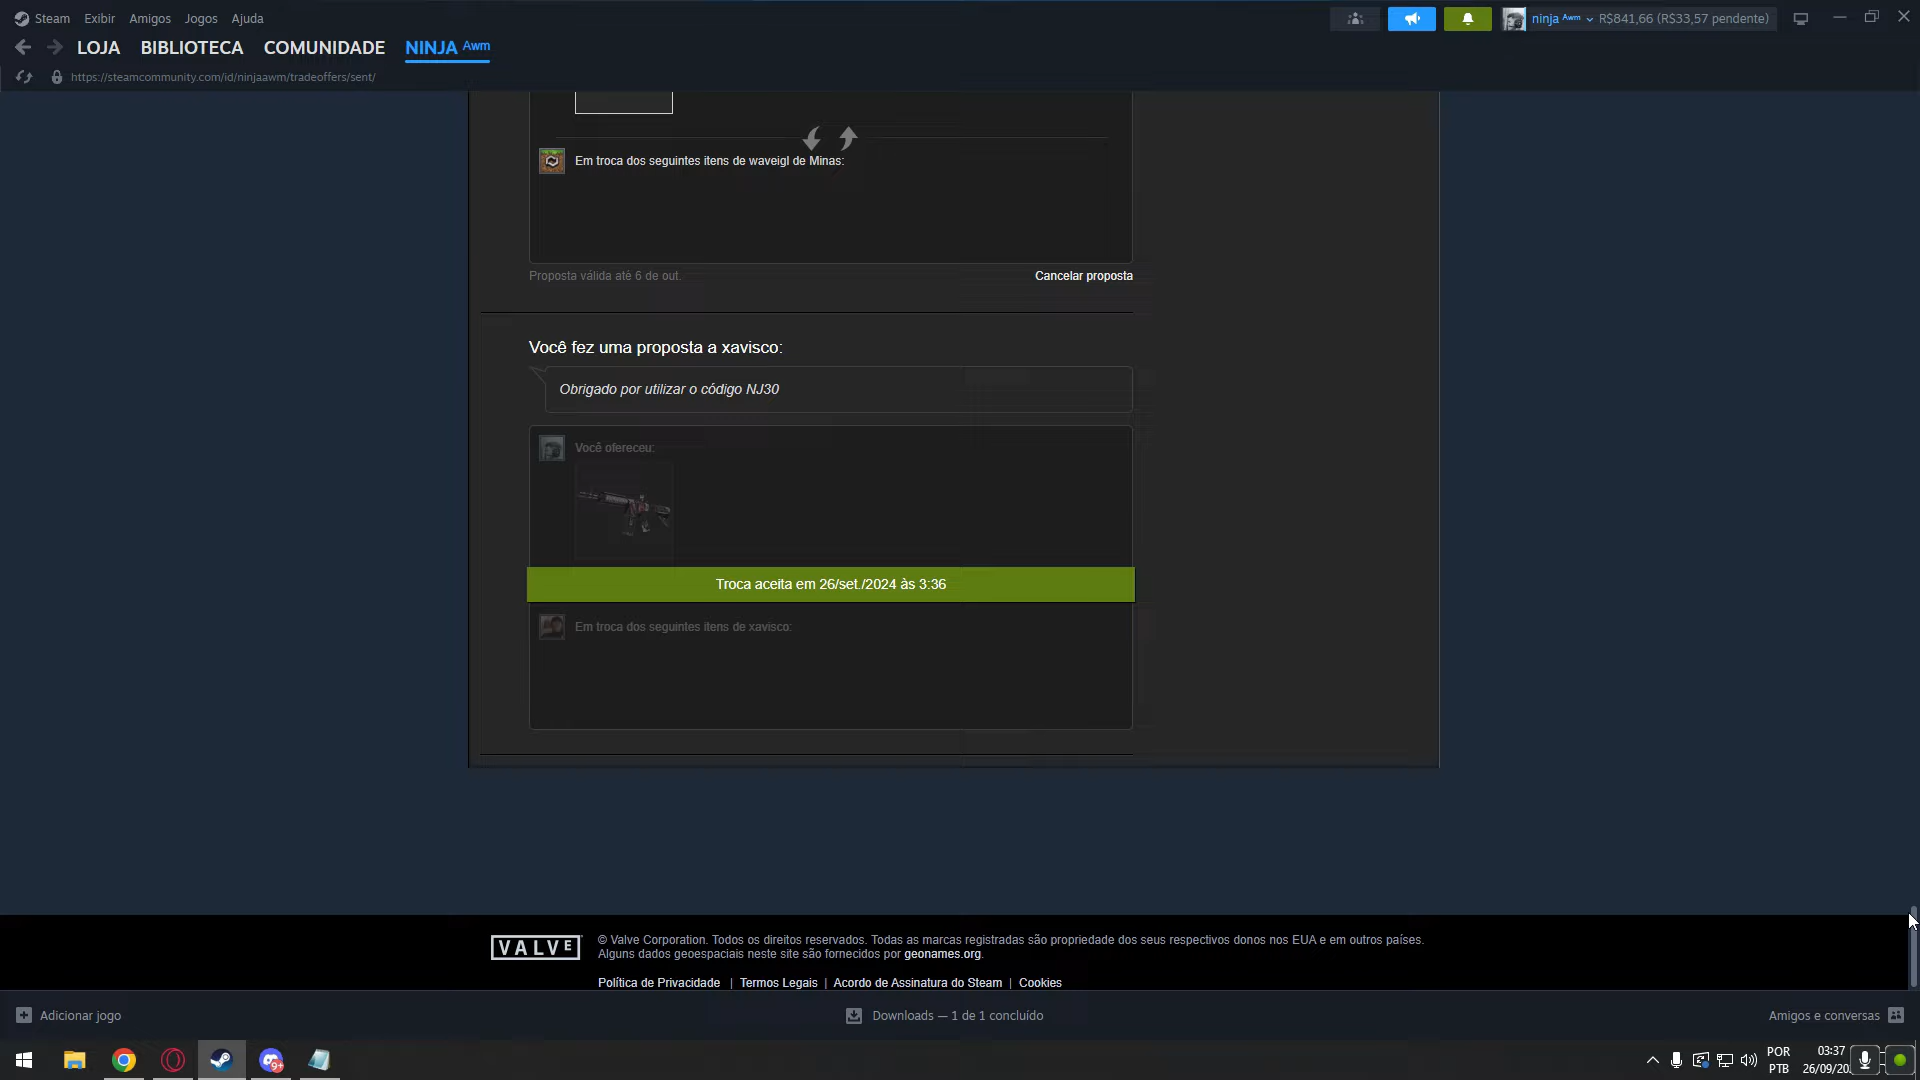 Steam Exibir Amigos Jogos Ajuda
ninja ᴬʷᵐ R$841,66 (R$33,57 pendente)
LOJA BIBLIOTECA COMUNIDADE NINJA ᴬʷᵐ
https://steamcommunity.com/id/ninjaawm/tradeoffers/sent/
Em troca dos seguintes itens de waveigl de Minas:
Proposta válida até 6 de out.
Cancelar proposta
Você fez uma proposta a xavisco:
Obrigado por utilizar o código NJ30
Você ofereceu:
Troca aceita em 26/set./2024 às 3:36
Em troca dos seguintes itens de xavisco:
VALVE
© Valve Corporation. Todos os direitos reservados. Todas as marcas registradas são propriedade dos seus respectivos donos nos EUA e em outros países.
Alguns dados geoespaciais neste site são fornecidos por geonames.org.
Política de Privacidade | Termos Legais | Acordo de Assinatura do Steam | Cookies
Adicionar jogo
Downloads — 1 de 1 concluído
Amigos e conversas
9+
POR
PTB
03:37
26/09/20